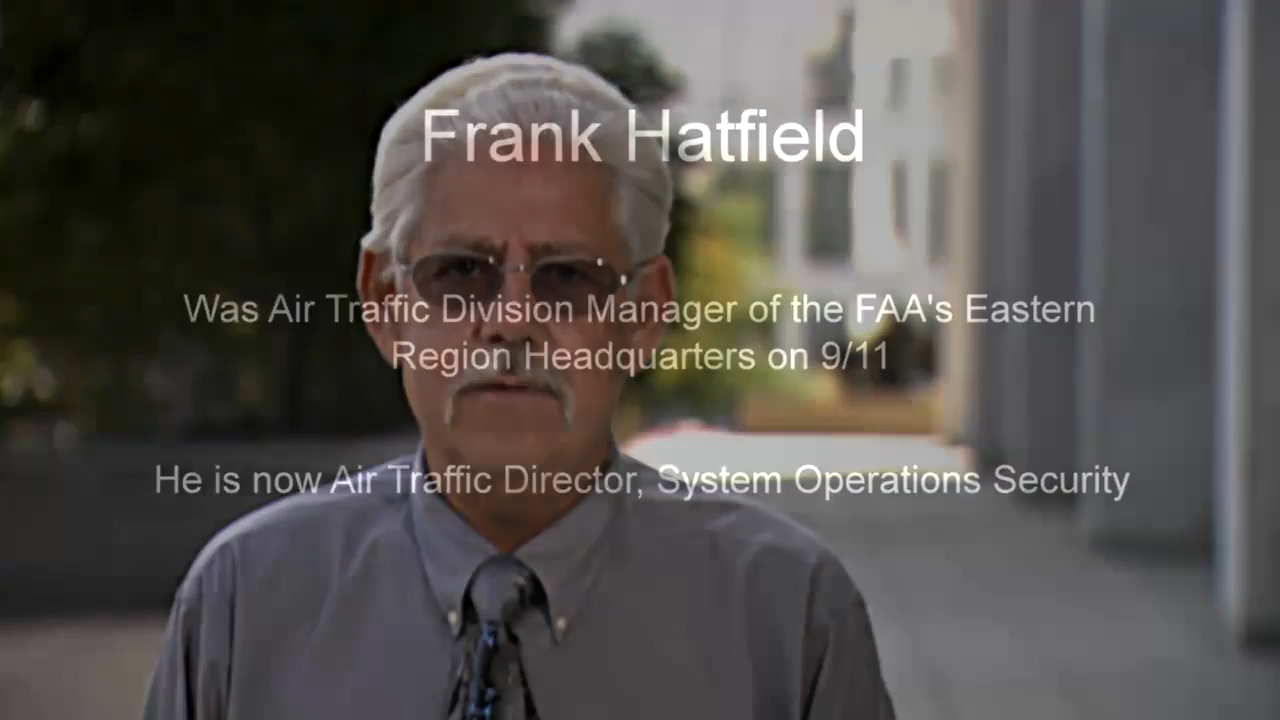 Frank Hatfield
Was Air Traffic Division Manager of the FAA's Eastern
Region Headquarters on 9/11
He is now Air Traffic Director, System Operations Security